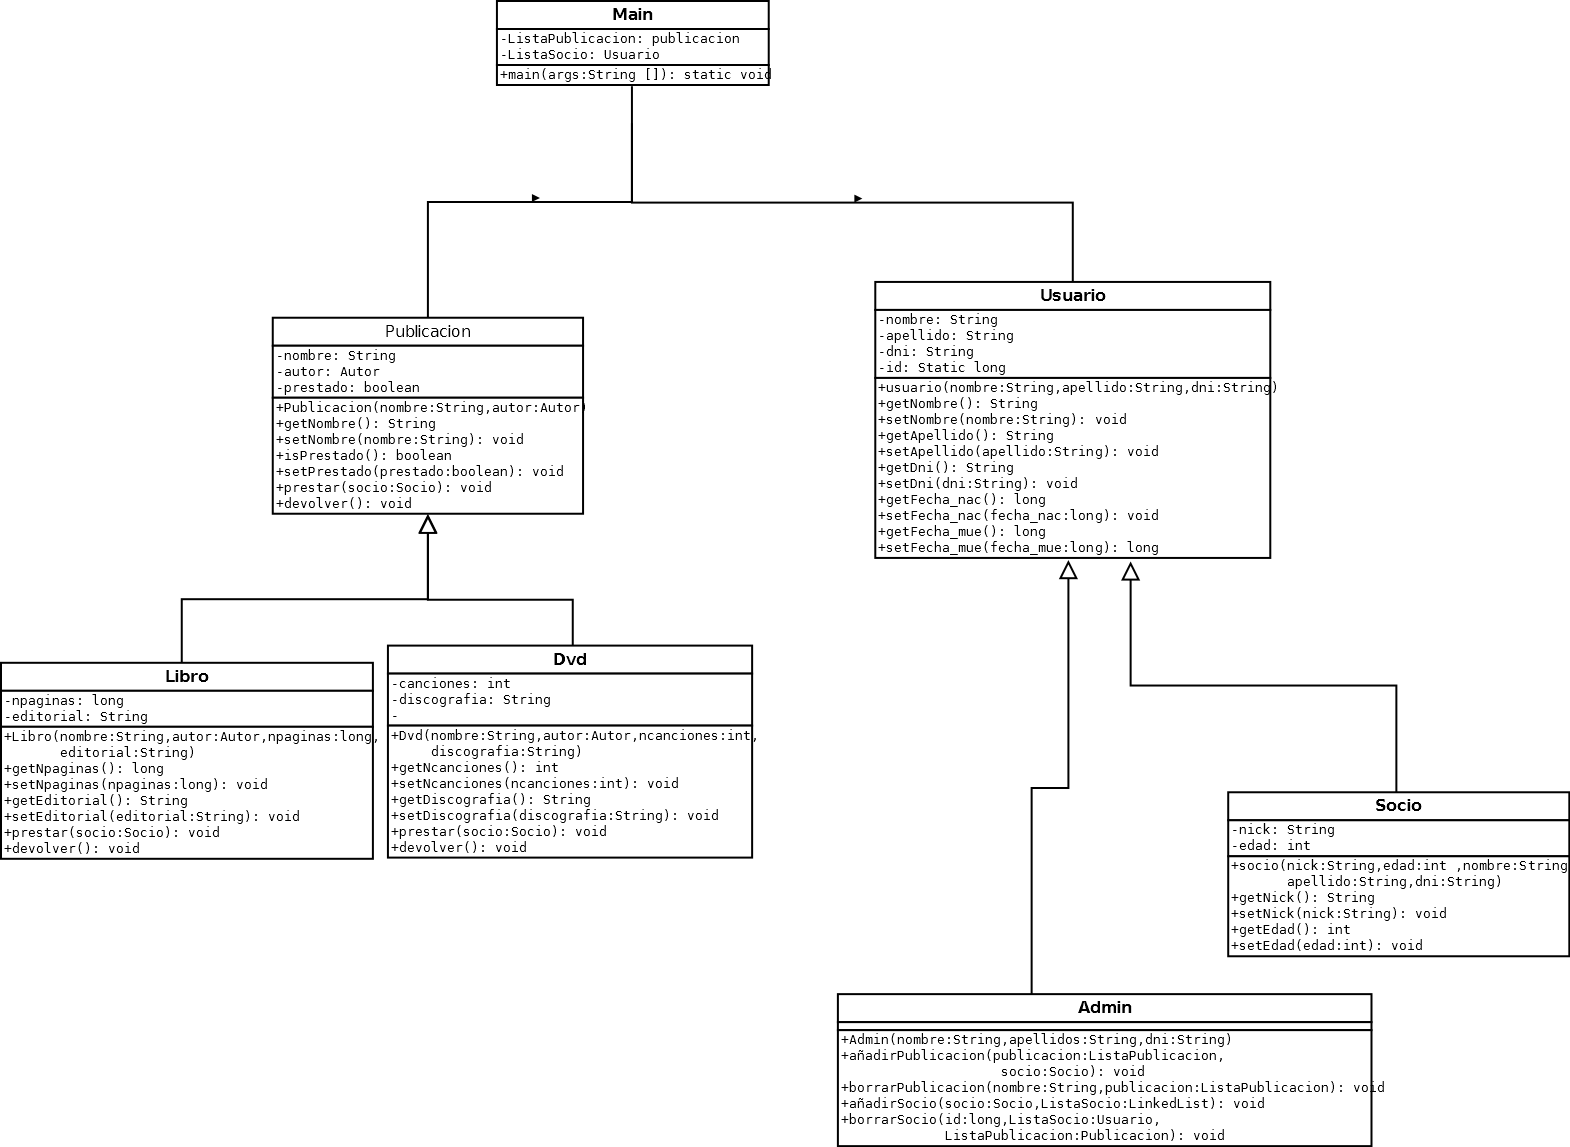 Main
-ListaPublicacion: publicacion
-ListaSocio: Usuario
+main(args:String []): static void
Publicacion
-nombre: String
-autor: Autor
-prestado: boolean
+Publicacion(nombre:String,autor:Autor)
+getNombre(): String
+setNombre(nombre:String): void
+isPrestado(): boolean
+setPrestado(prestado:boolean): void
+prestar(socio:Socio): void
+devolver(): void
Usuario
-nombre: String
-apellido: String
-dni: String
-id: Static long
+usuario(nombre:String,apellido:String,dni:String)
+getNombre(): String
+setNombre(nombre:String): void
+getApellido(): String
+setApellido(apellido:String): void
+getDni(): String
+setDni(dni:String): void
+getFecha_nac(): long
+setFecha_nac(fecha_nac:long): void
+getFecha_mue(): long
+setFecha_mue(fecha_mue:long): long
Libro
-npaginas: long
-editorial: String
+Libro(nombre:String,autor:Autor,npaginas:long,
editorial:String)
+getNpaginas(): long
+setNpaginas(npaginas:long): void
+getEditorial(): String
+setEditorial(editorial:String): void
+prestar(socio:Socio): void
+devolver(): void
Dvd
-canciones: int
-discografia: String
-
+Dvd(nombre:String,autor:Autor,ncanciones:int,
discografia:String)
+getNcanciones(): int
+setNcanciones(ncanciones:int): void
+getDiscografia(): String
+setDiscografia(discografia:String): void
+prestar(socio:Socio): void
+devolver(): void
Socio
-nick: String
-edad: int
+socio(nick:String,edad:int ,nombre:String
apellido:String,dni:String)
+getNick(): String
+setNick(nick:String): void
+getEdad(): int
+setEdad(edad:int): void
Admin
+Admin(nombre:String,apellidos:String,dni:String)
+añadirPublicacion(publicacion:ListaPublicacion,
socio:Socio): void
+borrarPublicacion(nombre:String,publicacion:ListaPublicacion): void
+añadirSocio(socio:Socio,ListaSocio:LinkedList): void
+borrarSocio(id:long,ListaSocio:Usuario,
ListaPublicacion:Publicacion): void